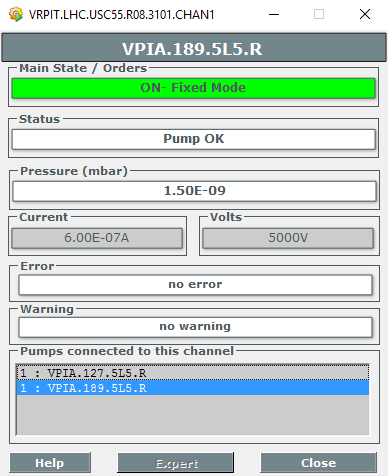 VRPIT.LHC.USC55.R08.3101.CHAN1
VPIA.189.5L5.R
Main State / Orders
ON- Fixed Mode
Status
Pump OK
Pressure (mbar)
1.50E-09
Current
Volts
6.00E-07A
5000V
Error
no error
Warning
no warning
Pumps connected to this channel
1 : VPIA.127.5L5.R
1 : VPIA.189.5L5.R
Help
Expert
Close